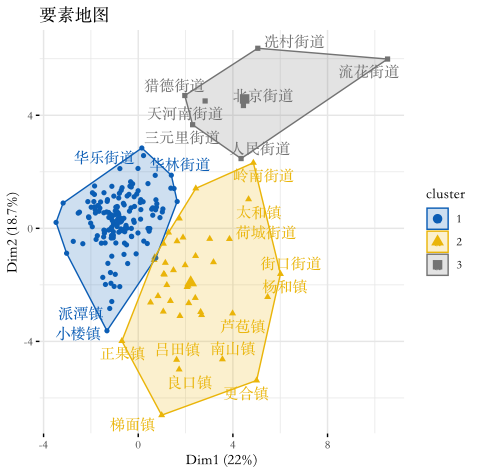 要素地图
冼村街道
流花街道
猎德街道
北京街道
天河南街道
三元里街道
人民街道
华乐街道
华林街道
岭南街道
太和镇
荷城街道
街口街道
杨和镇
派潭镇
小楼镇
芦苞镇
正果镇
吕田镇
南山镇
良口镇
更合镇
梯面镇
Dim2 (18.7%)
4
0
-4
-4
0
4
8
Dim1 (22%)
cluster
1
2
3